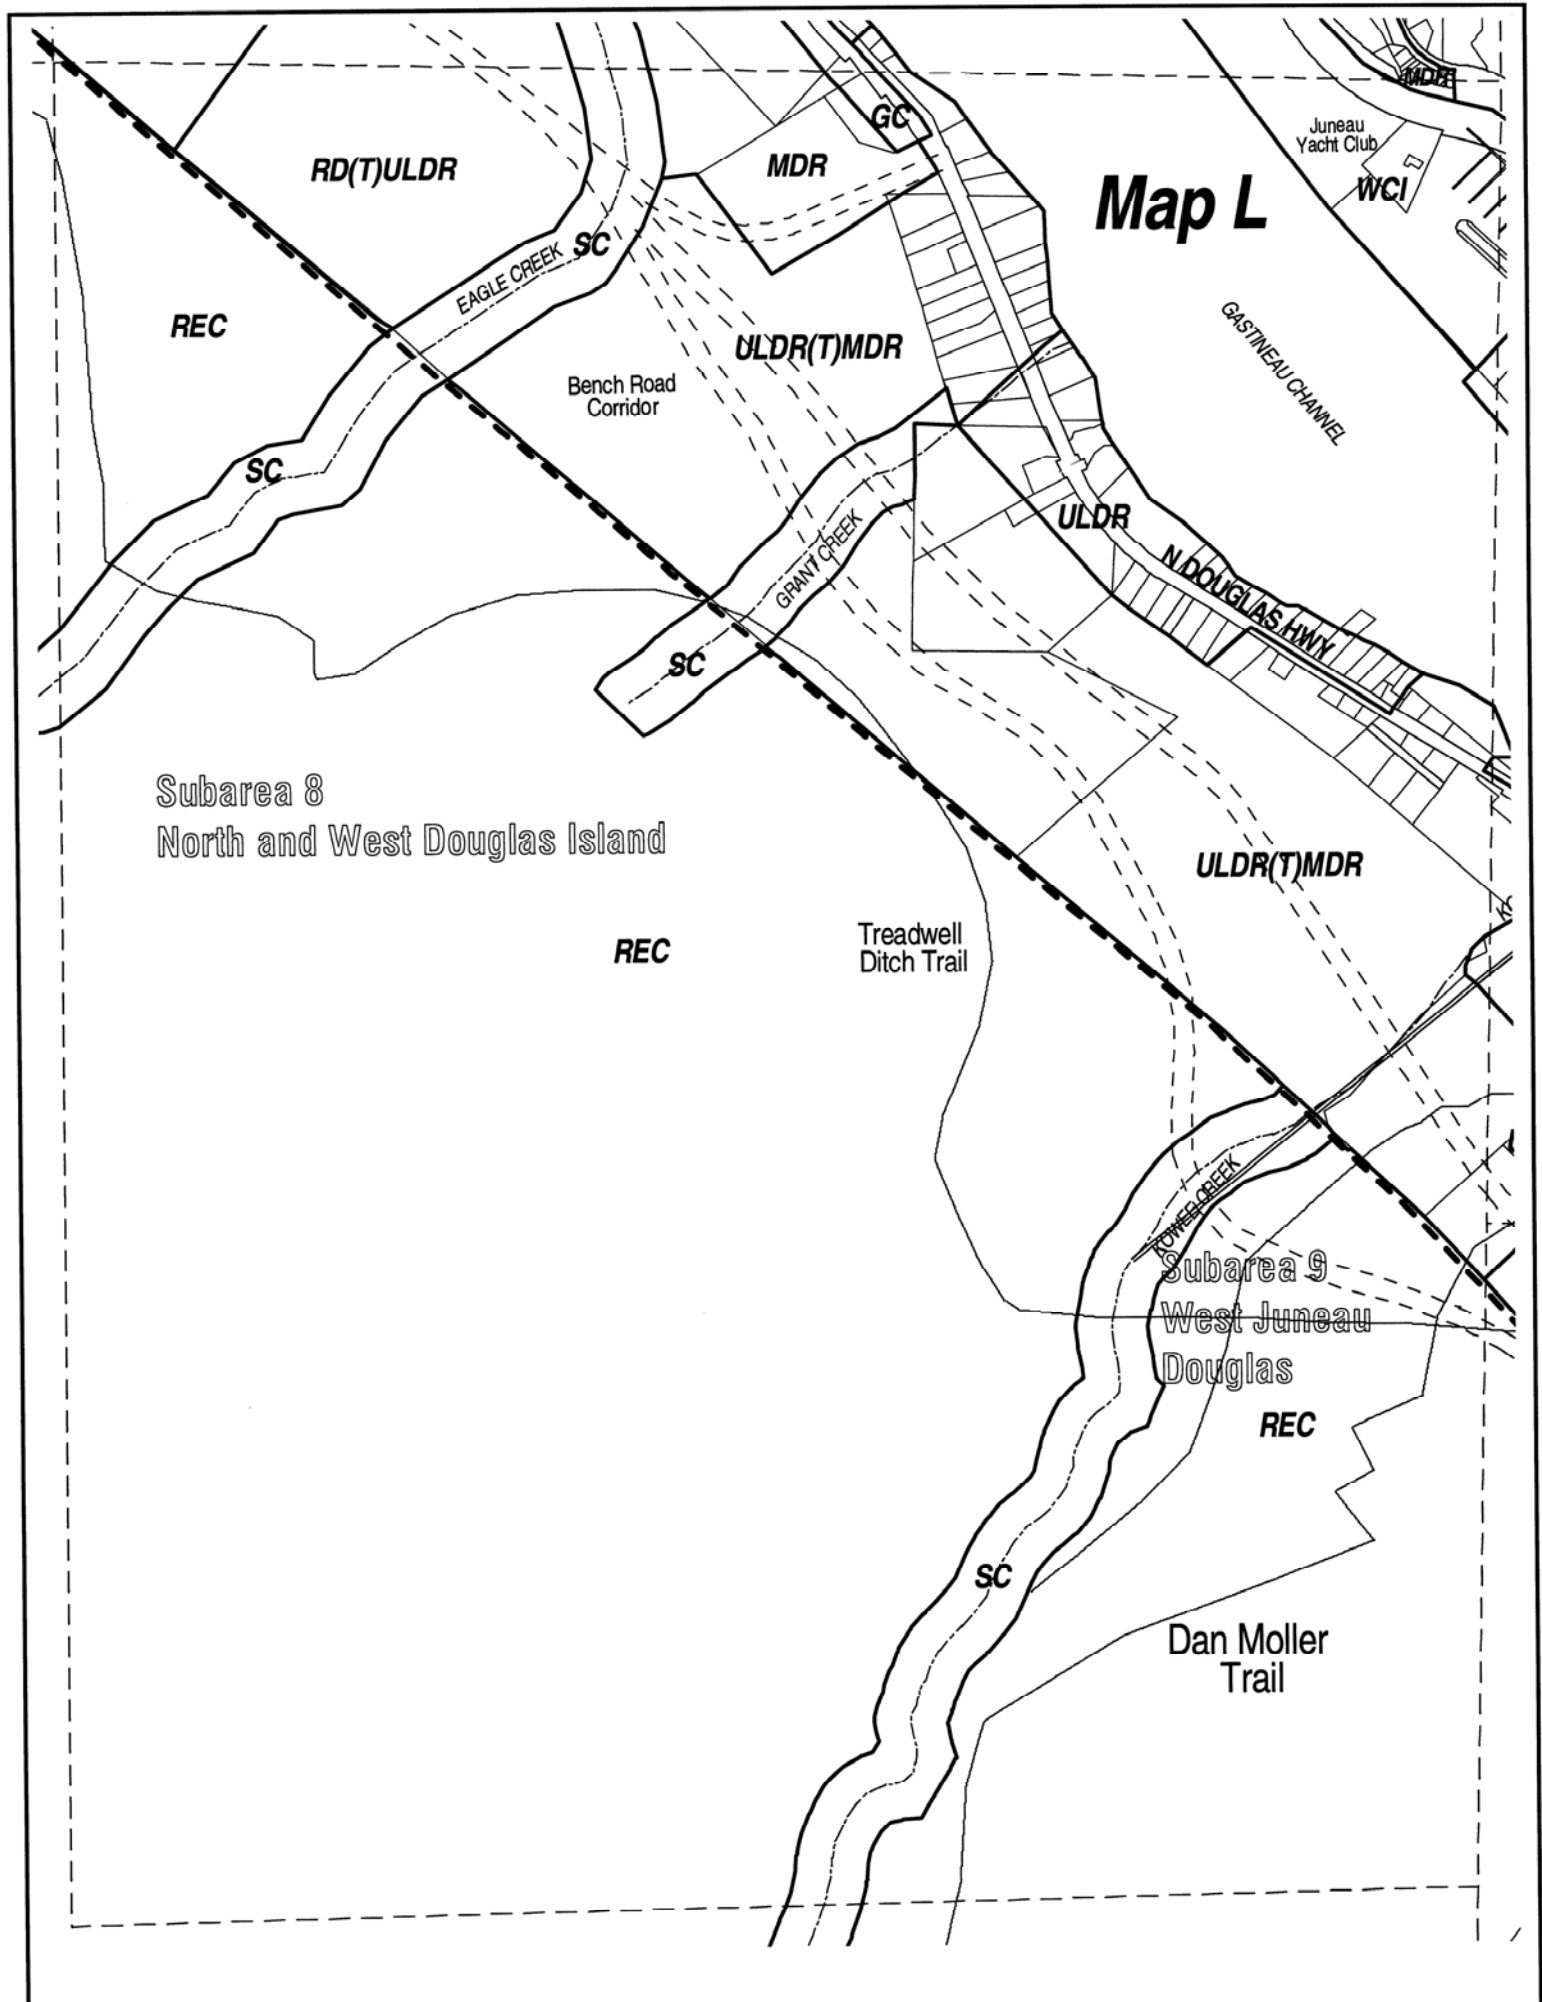 MDR
GC
Juneau
Yacht Club
RD(T)ULDR
MDR
Map L
WCI
SC
EAGLE CREEK
REC
ULDR(T)MDR
GASTINEAU CHANNEL
Bench Road
Corridor
SC
ULDR
GRANT CREEK
N DOUGLAS HWY
SC
Subarea 8
North and West Douglas Island
ULDR(T)MDR
REC
Treadwell
Ditch Trail
KOWEE CREEK
Subarea 9
West Juneau
Douglas
REC
SC
Dan Moller
Trail